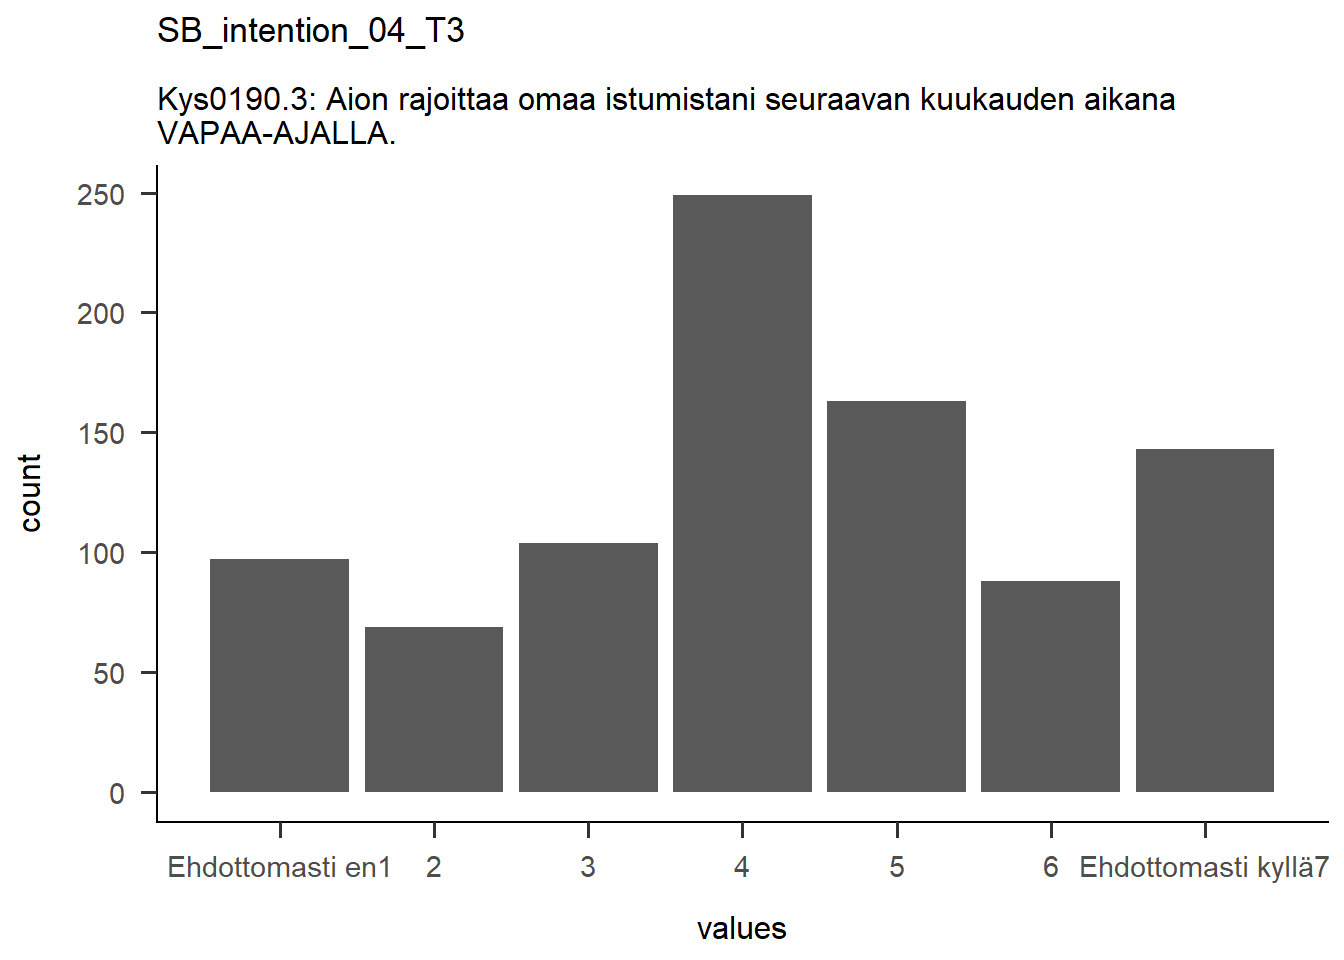 SB_intention_04_T3
Kys0190.3: Aion rajoittaa omaa istumistani seuraavan kuukauden aikana
VAPAA-AJALLA.
250
200
150
100
50
0
count
Ehdottomasti en1 2 3 4 5 6 Ehdottomasti kyllä7
values